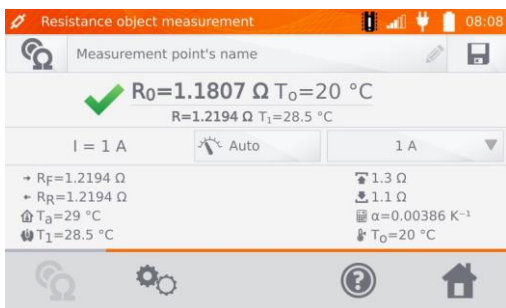 Resistance object measurement 08:08
Measurement point's name
R0=1.1807 Ω To=20 °C
R=1.2194 Ω T1=28.5 °C
I = 1 A Auto 1 A
RF=1.2194 Ω 1.3 Ω
RR=1.2194 Ω 1.1 Ω
Ta=29 °C α=0.00386 K⁻¹
T1=28.5 °C To=20 °C